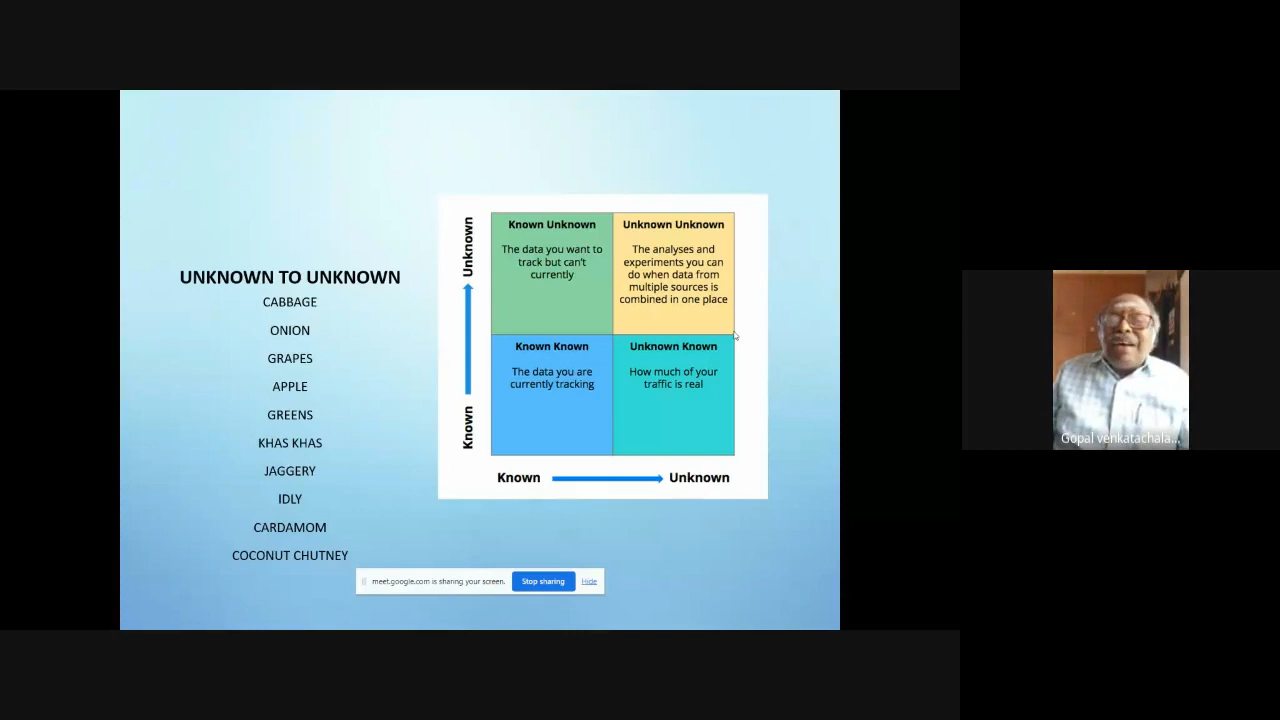 UNKNOWN TO UNKNOWN
CABBAGE
ONION
GRAPES
APPLE
GREENS
KHAS KHAS
JAGGERY
IDLY
CARDAMOM
COCONUT CHUTNEY
Unknown
Known
Known Unknown
The data you want to
track but can't
currently
Unknown Unknown
The analyses and
experiments you can
do when data from
multiple sources is
combined in one place
Known Known
The data you are
currently tracking
Unknown Known
How much of your
traffic is real
Known
Unknown
meet.google.com is sharing your screen.
Stop sharing
Hide
Gopal venkatachala...